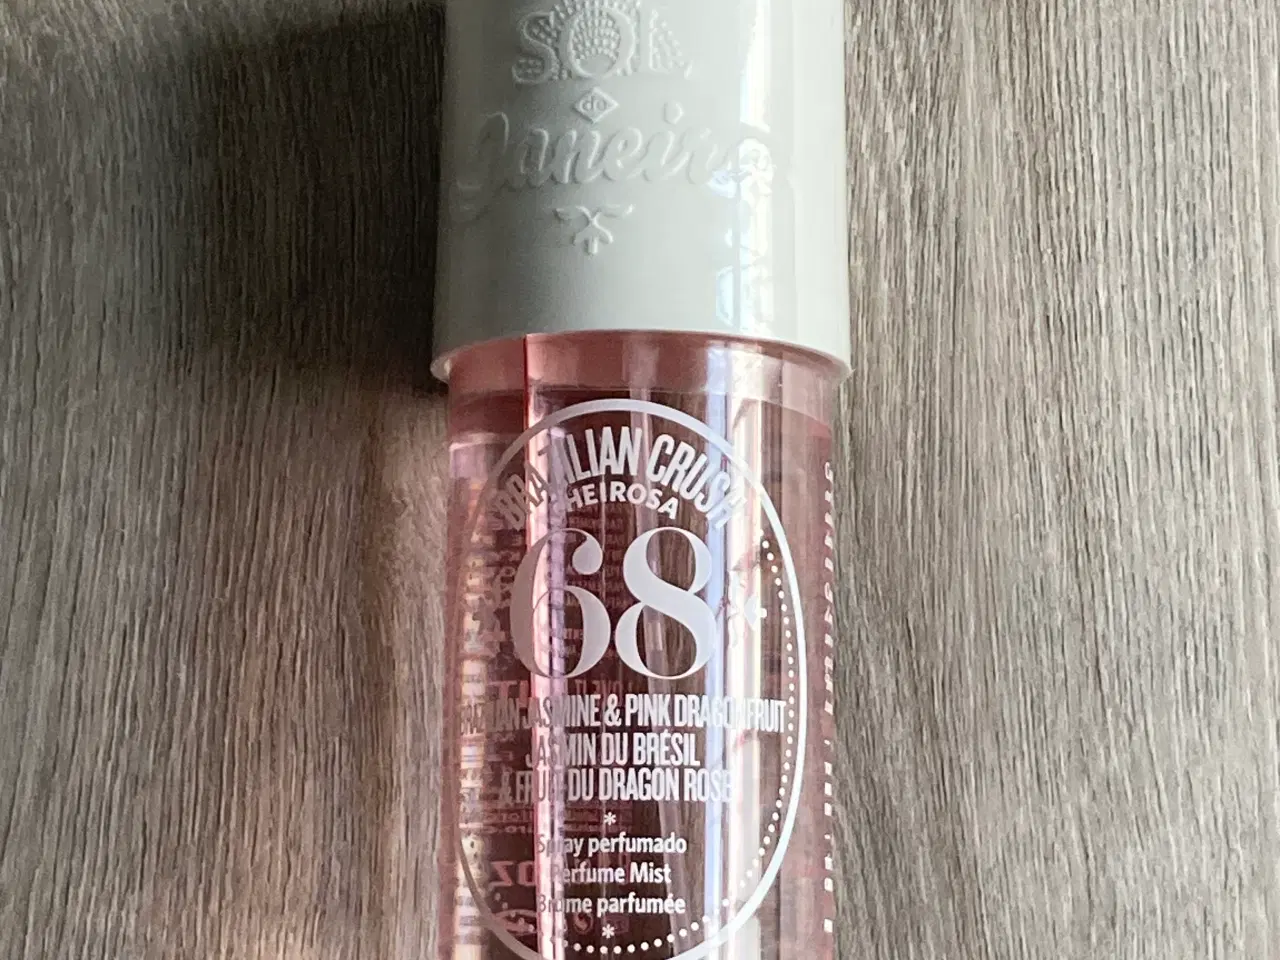 SOL
de
Janeiro
BRAZILIAN CRUSH
CHEIROSA
68
BRAZILIAN JASMINE & PINK DRAGONFRUIT
JASMIN DU BRÉSIL
& FRUIT DU DRAGON ROSE
*
Spray perfumado
Perfume Mist
Brume parfumée
*